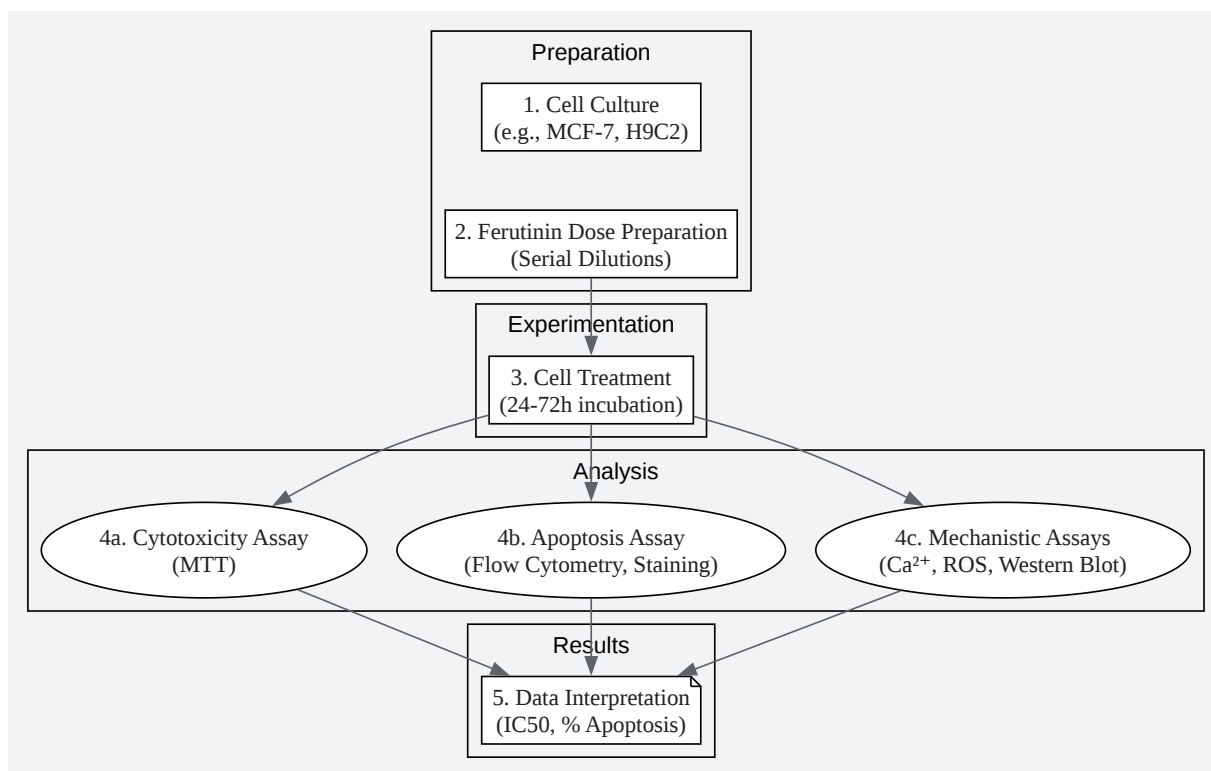 Preparation
1. Cell Culture
(e.g., MCF-7, H9C2)
2. Ferutinin Dose Preparation
(Serial Dilutions)
Experimentation
3. Cell Treatment
(24-72h incubation)
Analysis
4a. Cytotoxicity Assay
(MTT)
4b. Apoptosis Assay
(Flow Cytometry, Staining)
4c. Mechanistic Assays
(Ca²⁺, ROS, Western Blot)
Results
5. Data Interpretation
(IC50, % Apoptosis)